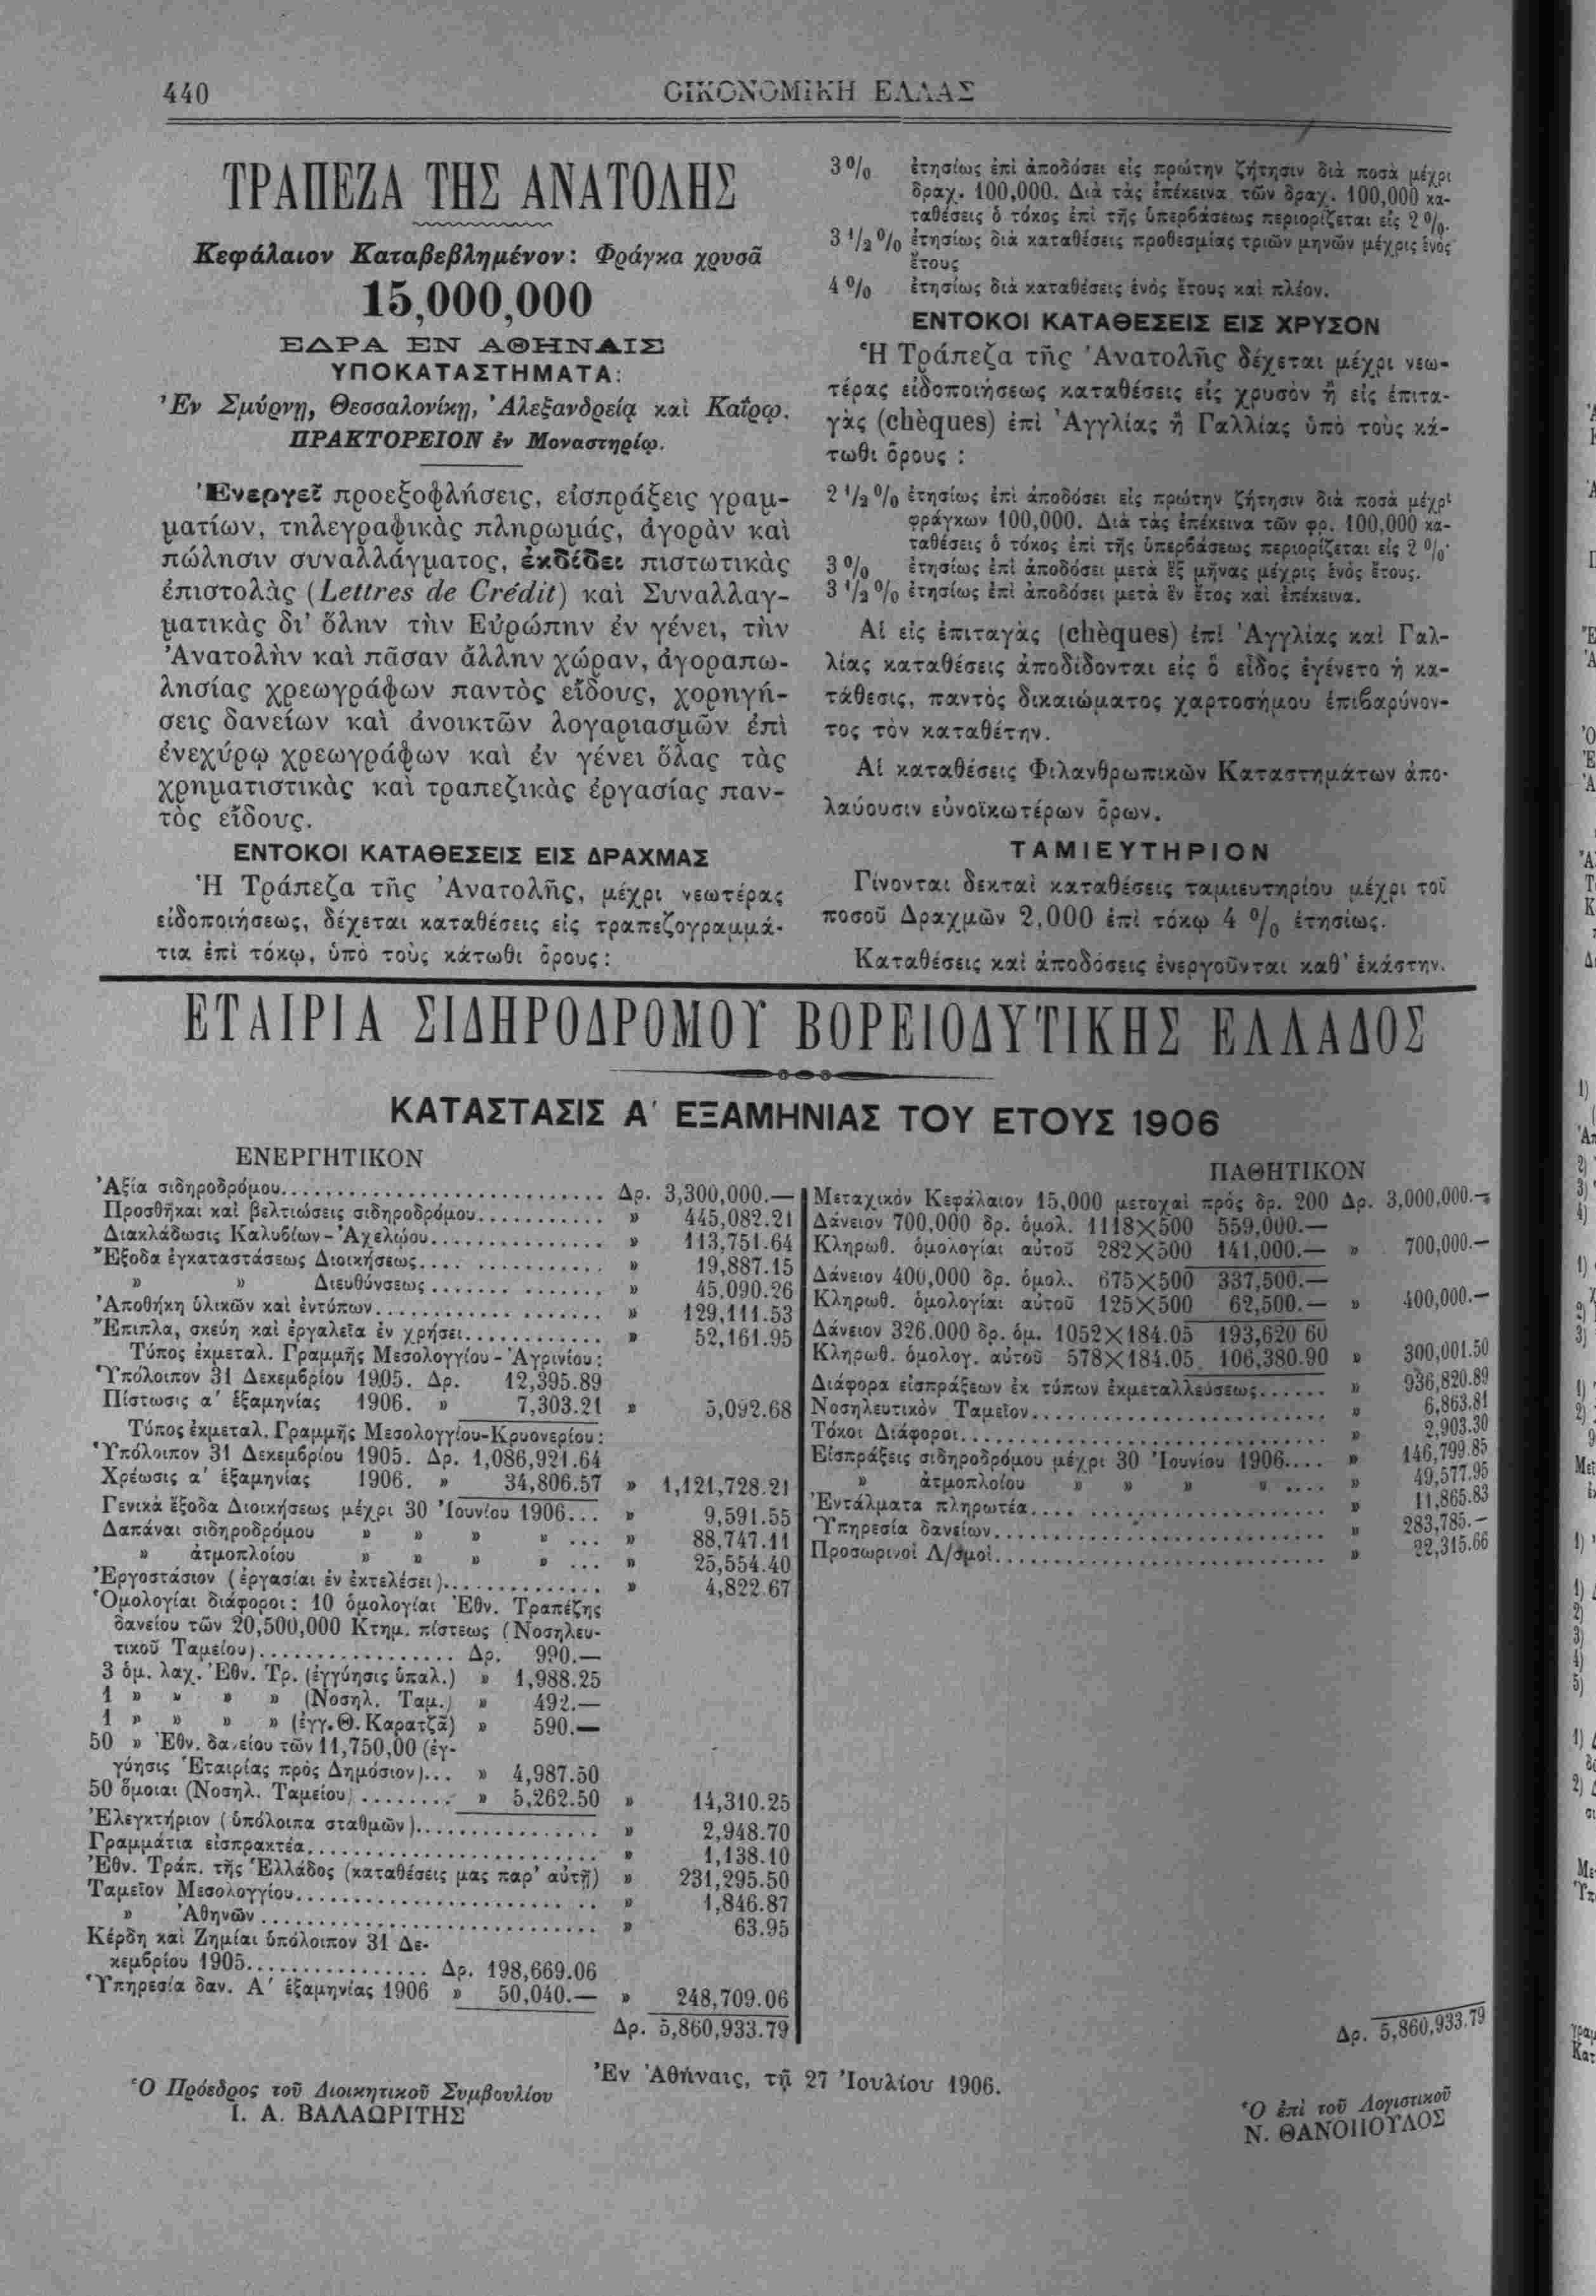 440
ΟΙΚΟΝΟΜΙΚΗ ΕΛΛΑΣ
ΤΡΑΠΕΖΑ ΤΗΣ ΑΝΑΤΟΛΗΣ
Κεφάλαιον Καταβεβλημένον: Φράγκα χρυσᾶ
15,000,000
ΕΔΡΑ ΕΝ ΑΘΗΝΑΙΣ
ΥΠΟΚΑΤΑΣΤΗΜΑΤΑ:
Ἐν Σμύρνῃ, Θεσσαλονίκῃ, Ἀλεξανδρείᾳ καὶ Καΐρῳ.
ΠΡΑΚΤΟΡΕΙΟΝ ἐν Μοναστηρίῳ.
Ἐνεργεῖ προεξοφλήσεις, εἰσπράξεις γραμ-
ματίων, τηλεγραφικὰς πληρωμάς, ἀγορὰν καὶ
πώλησιν συναλλάγματος, ἐκδίδει πιστωτικὰς
ἐπιστολὰς (Lettres de Crédit) καὶ Συναλλαγ-
ματικὰς δι' ὅλην τὴν Εὐρώπην ἐν γένει, τὴν
Ἀνατολὴν καὶ πᾶσαν ἄλλην χώραν, ἀγοραπω-
λησίας χρεωγράφων παντὸς εἴδους, χορηγή-
σεις δανείων καὶ ἀνοικτῶν λογαριασμῶν ἐπὶ
ἐνεχύρῳ χρεωγράφων καὶ ἐν γένει ὅλας τὰς
χρηματιστικὰς καὶ τραπεζικὰς ἐργασίας παν-
τὸς εἴδους.
ΕΝΤΟΚΟΙ ΚΑΤΑΘΕΣΕΙΣ ΕΙΣ ΔΡΑΧΜΑΣ
Ἡ Τράπεζα τῆς Ἀνατολῆς, μέχρι νεωτέρας
εἰδοποιήσεως, δέχεται καταθέσεις εἰς τραπεζογραμμά-
τια ἐπὶ τόκῳ, ὑπὸ τοὺς κάτωθι ὅρους:
3 % ἐτησίως ἐπὶ ἀποδόσει εἰς πρώτην ζήτησιν διὰ ποσὰ μέχρι
δραχ. 100,000. Διὰ τὰς ἐπέκεινα τῶν δραχ. 100,000 κα-
ταθέσεις ὁ τόκος ἐπὶ τῆς ὑπερβάσεως περιορίζεται εἰς 2 %.
3 1/2 % ἐτησίως διὰ καταθέσεις προθεσμίας τριῶν μηνῶν μέχρις ἑνὸς
ἔτους
4 % ἐτησίως διὰ καταθέσεις ἑνὸς ἔτους καὶ πλέον.
ΕΝΤΟΚΟΙ ΚΑΤΑΘΕΣΕΙΣ ΕΙΣ ΧΡΥΣΟΝ
Ἡ Τράπεζα τῆς Ἀνατολῆς δέχεται μέχρι νεω-
τέρας εἰδοποιήσεως καταθέσεις εἰς χρυσὸν ἢ εἰς ἐπιτα-
γὰς (chèques) ἐπὶ Ἀγγλίας ἢ Γαλλίας ὑπὸ τοὺς κά-
τωθι ὅρους :
2 1/2 % ἐτησίως ἐπὶ ἀποδόσει εἰς πρώτην ζήτησιν διὰ ποσὰ μέχρι
φράγκων 100,000. Διὰ τὰς ἐπέκεινα τῶν φρ. 100,000 κα-
ταθέσεις ὁ τόκος ἐπὶ τῆς ὑπερβάσεως περιορίζεται εἰς 2 %.
3 % ἐτησίως ἐπὶ ἀποδόσει μετὰ ἓξ μῆνας μέχρις ἑνὸς ἔτους.
3 1/2 % ἐτησίως ἐπὶ ἀποδόσει μετὰ ἓν ἔτος καὶ ἐπέκεινα.
Αἱ εἰς ἐπιταγὰς (chèques) ἐπὶ Ἀγγλίας καὶ Γαλ-
λίας καταθέσεις ἀποδίδονται εἰς ὃ εἶδος ἐγένετο ἡ κα-
τάθεσις, παντὸς δικαιώματος χαρτοσήμου ἐπιβαρύνον-
τος τὸν καταθέτην.
Αἱ καταθέσεις Φιλανθρωπικῶν Καταστημάτων ἀπο-
λαύουσιν εὐνοϊκωτέρων ὅρων.
ΤΑΜΙΕΥΤΗΡΙΟΝ
Γίνονται δεκταὶ καταθέσεις ταμιευτηρίου μέχρι τοῦ
ποσοῦ Δραχμῶν 2,000 ἐπὶ τόκῳ 4 % ἐτησίως.
Καταθέσεις καὶ ἀποδόσεις ἐνεργοῦνται καθ' ἑκάστην.
ΕΤΑΙΡΙΑ ΣΙΔΗΡΟΔΡΟΜΟΥ ΒΟΡΕΙΟΔΥΤΙΚΗΣ ΕΛΛΑΔΟΣ
ΚΑΤΑΣΤΑΣΙΣ Α' ΕΞΑΜΗΝΙΑΣ ΤΟΥ ΕΤΟΥΣ 1906
ΕΝΕΡΓΗΤΙΚΟΝ
Ἀξία σιδηροδρόμου........ Δρ. 3,300,000.—
Προσθῆκαι καὶ βελτιώσεις σιδηροδρόμου........ » 445,082.21
Διακλάδωσις Καλυβίων-Ἀχελῴου........ » 113,751.64
Ἔξοδα ἐγκαταστάσεως Διοικήσεως........ » 19,887.15
» » Διευθύνσεως........ » 45,090.26
Ἀποθήκη ὑλικῶν καὶ ἐντύπων........ » 129,111.53
Ἔπιπλα, σκεύη καὶ ἐργαλεῖα ἐν χρήσει........ » 52,161.95
Τύπος ἐκμεταλ. Γραμμῆς Μεσολογγίου-Ἀγρινίου:
Ὑπόλοιπον 31 Δεκεμβρίου 1905. Δρ. 12,395.89
Πίστωσις α' ἑξαμηνίας 1906. » 7,303.21 » 5,092.68
Τύπος ἐκμεταλ. Γραμμῆς Μεσολογγίου-Κρυονερίου:
Ὑπόλοιπον 31 Δεκεμβρίου 1905. Δρ. 1,086,921.64
Χρέωσις α' ἑξαμηνίας 1906. » 34,806.57 » 1,121,728.21
Γενικὰ ἔξοδα Διοικήσεως μέχρι 30 Ἰουνίου 1906... » 9,591.55
Δαπάναι σιδηροδρόμου » » » » ... » 88,747.11
» ἀτμοπλοίου » » » » ... » 25,554.40
Ἐργοστάσιον (ἐργασίαι ἐν ἐκτελέσει)........ » 4,822.67
Ὁμολογίαι διάφοροι: 10 ὁμολογίαι Ἐθν. Τραπέζης
δανείου τῶν 20,500,000 Κτημ. πίστεως (Νοσηλευ-
τικοῦ Ταμείου)........ Δρ. 990.—
3 ὁμ. λαχ. Ἐθν. Τρ. (ἐγγύησις ὑπαλ.) » 1,988.25
1 » » » » (Νοσηλ. Ταμ.) » 492.—
1 » » » » (ἐγγ. Θ. Καρατζᾶ) » 590.—
50 » Ἐθν. δανείου τῶν 11,750,00 (ἐγ-
γύησις Ἑταιρίας πρὸς Δημόσιον)... » 4,987.50
50 ὅμοιαι (Νοσηλ. Ταμείου)........ » 5,262.50 » 14,310.25
Ἐλεγκτήριον (ὑπόλοιπα σταθμῶν)........ » 2,948.70
Γραμμάτια εἰσπρακτέα........ » 1,138.10
Ἐθν. Τράπ. τῆς Ἑλλάδος (καταθέσεις μας παρ' αὐτῇ) » 231,295.50
Ταμεῖον Μεσολογγίου........ » 1,846.87
» Ἀθηνῶν........ » 63.95
Κέρδη καὶ Ζημίαι ὑπόλοιπον 31 Δε-
κεμβρίου 1905........ Δρ. 198,669.06
Ὑπηρεσία δαν. Α' ἑξαμηνίας 1906 » 50,040.— » 248,709.06
Δρ. 5,860,933.79
ΠΑΘΗΤΙΚΟΝ
Μεταχικὸν Κεφάλαιον 15,000 μετοχαὶ πρὸς δρ. 200 Δρ. 3,000,000.—
Δάνειον 700,000 δρ. ὁμολ. 1118×500 559,000.—
Κληρωθ. ὁμολογίαι αὐτοῦ 282×500 141,000.— » 700,000.—
Δάνειον 400,000 δρ. ὁμολ. 675×500 337,500.—
Κληρωθ. ὁμολογίαι αὐτοῦ 125×500 62,500.— » 400,000.—
Δάνειον 326.000 δρ. ὁμ. 1052×184.05 193,620 60
Κληρωθ. ὁμολογ. αὐτοῦ 578×184.05 106,380.90 » 300,001.50
Διάφορα εἰσπράξεων ἐκ τύπων ἐκμεταλλεύσεως...... » 936,820.89
Νοσηλευτικὸν Ταμεῖον........ » 6,863.81
Τόκοι Διάφοροι........ » 2,903.30
Εἰσπράξεις σιδηροδρόμου μέχρι 30 Ἰουνίου 1906.... » 146,799.85
» ἀτμοπλοίου » » » » .... » 49,577.95
Ἐντάλματα πληρωτέα........ » 11,865.83
Ὑπηρεσία δανείων........ » 283,785.—
Προσωρινοὶ Λ/σμοὶ........ » 22,315.66
Δρ. 5,860,933.79
Ἐν Ἀθήναις, τῇ 27 Ἰουλίου 1906.
Ὁ Πρόεδρος τοῦ Διοικητικοῦ Συμβουλίου
Ι. Α. ΒΑΛΑΩΡΙΤΗΣ
Ὁ ἐπὶ τοῦ Λογιστικοῦ
Ν. ΘΑΝΟΠΟΥΛΟΣ